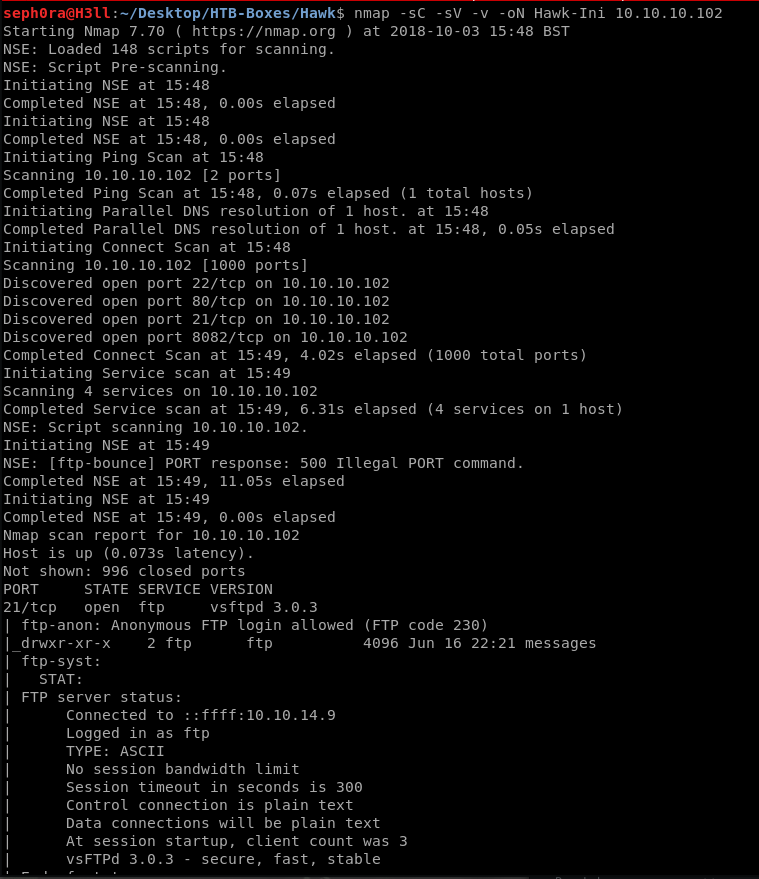 seph0ra@H3ll:~/Desktop/HTB-Boxes/Hawk$ nmap -sC -sV -v -oN Hawk-Ini 10.10.10.102
Starting Nmap 7.70 ( https://nmap.org ) at 2018-10-03 15:48 BST
NSE: Loaded 148 scripts for scanning.
NSE: Script Pre-scanning.
Initiating NSE at 15:48
Completed NSE at 15:48, 0.00s elapsed
Initiating NSE at 15:48
Completed NSE at 15:48, 0.00s elapsed
Initiating Ping Scan at 15:48
Scanning 10.10.10.102 [2 ports]
Completed Ping Scan at 15:48, 0.07s elapsed (1 total hosts)
Initiating Parallel DNS resolution of 1 host. at 15:48
Completed Parallel DNS resolution of 1 host. at 15:48, 0.05s elapsed
Initiating Connect Scan at 15:48
Scanning 10.10.10.102 [1000 ports]
Discovered open port 22/tcp on 10.10.10.102
Discovered open port 80/tcp on 10.10.10.102
Discovered open port 21/tcp on 10.10.10.102
Discovered open port 8082/tcp on 10.10.10.102
Completed Connect Scan at 15:49, 4.02s elapsed (1000 total ports)
Initiating Service scan at 15:49
Scanning 4 services on 10.10.10.102
Completed Service scan at 15:49, 6.31s elapsed (4 services on 1 host)
NSE: Script scanning 10.10.10.102.
Initiating NSE at 15:49
NSE: [ftp-bounce] PORT response: 500 Illegal PORT command.
Completed NSE at 15:49, 11.05s elapsed
Initiating NSE at 15:49
Completed NSE at 15:49, 0.00s elapsed
Nmap scan report for 10.10.10.102
Host is up (0.073s latency).
Not shown: 996 closed ports
PORT     STATE SERVICE VERSION
21/tcp   open  ftp     vsftpd 3.0.3
| ftp-anon: Anonymous FTP login allowed (FTP code 230)
|_drwxr-xr-x    2 ftp      ftp          4096 Jun 16 22:21 messages
| ftp-syst:
|   STAT:
| FTP server status:
|      Connected to ::ffff:10.10.14.9
|      Logged in as ftp
|      TYPE: ASCII
|      No session bandwidth limit
|      Session timeout in seconds is 300
|      Control connection is plain text
|      Data connections will be plain text
|      At session startup, client count was 3
|      vsFTPd 3.0.3 - secure, fast, stable